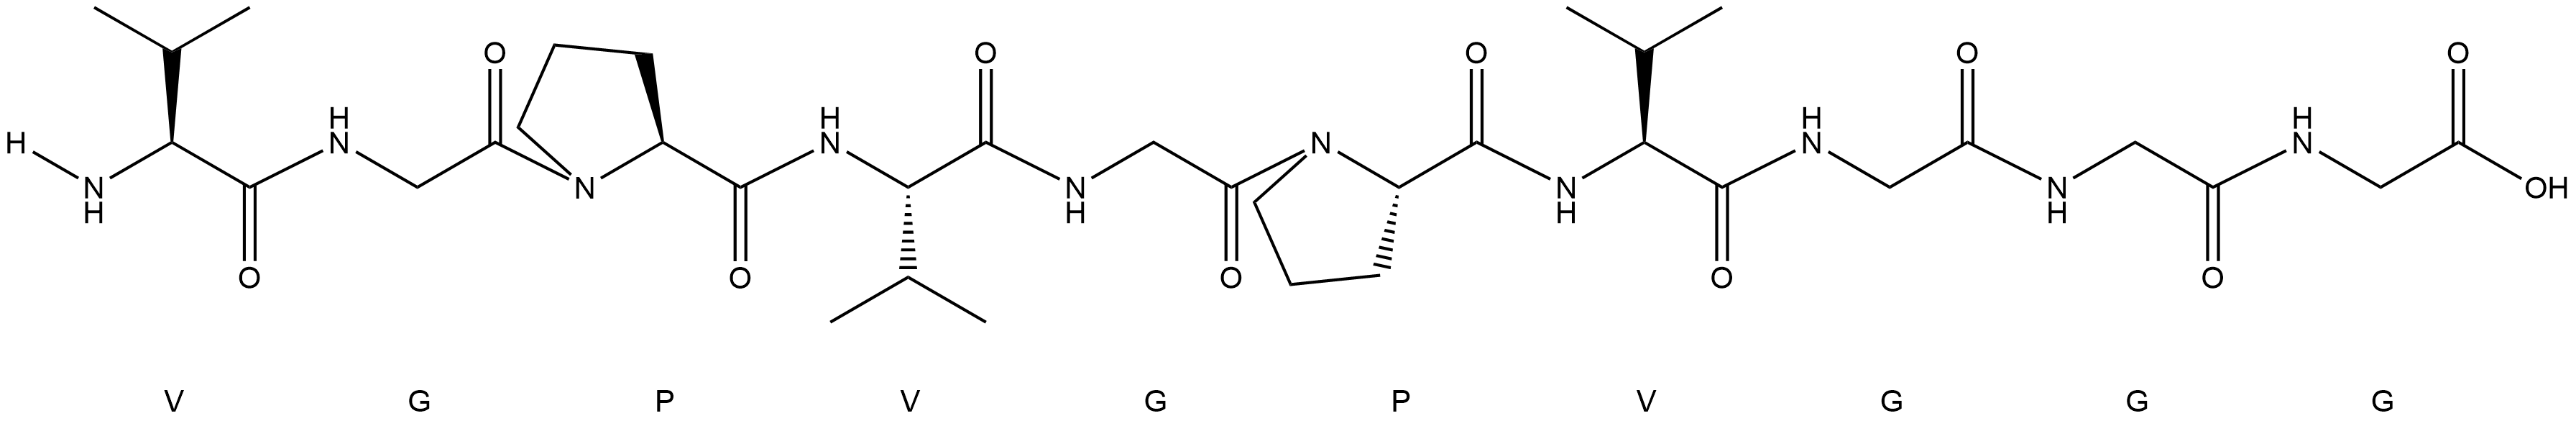 O O O O O
H N H H N H N H N H N
H N N N N N N OH
H H H H
O O O O O
V G P V G P V G G G